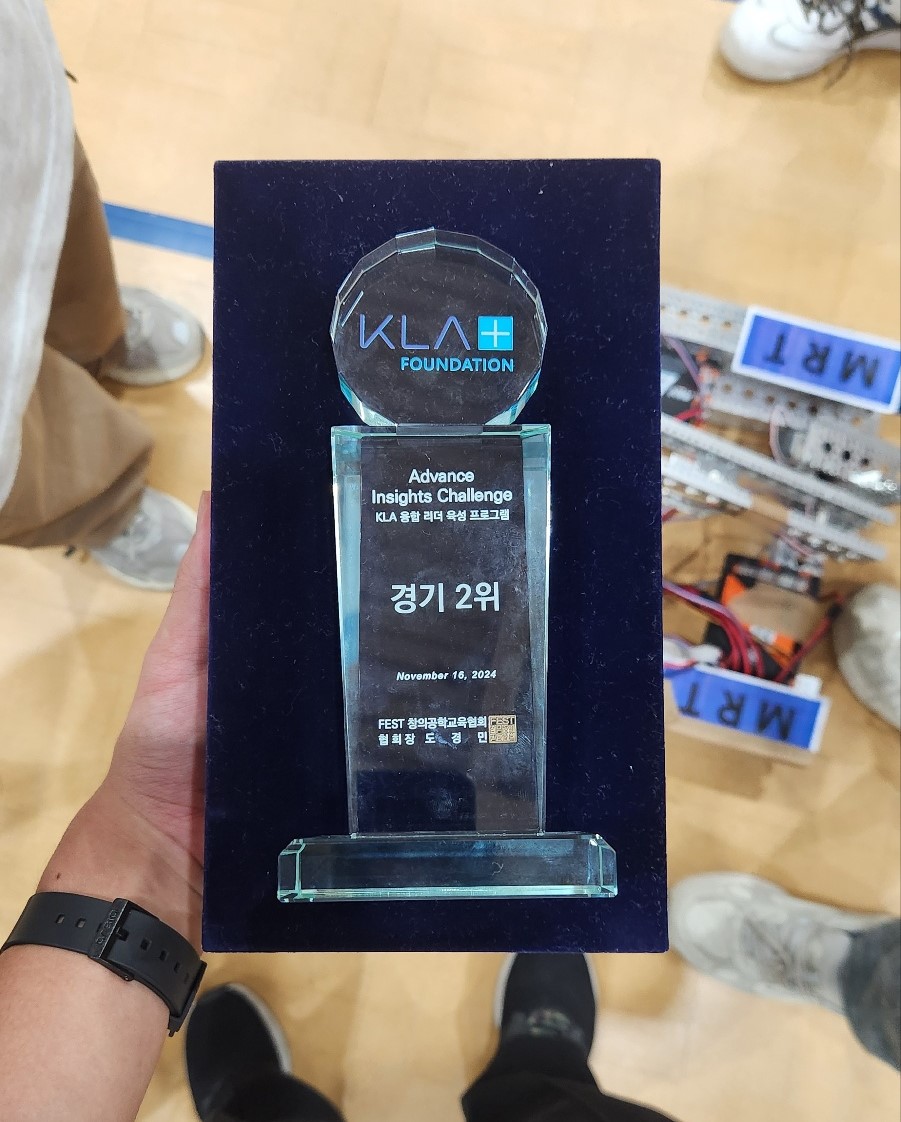 KLA+
FOUNDATION
Advance
Insights Challenge
KLA 융합 리더 육성 프로그램
경기 2위
November 16, 2024
FEST 창의공학교육협회
협회장 도 경 민
FEST
MRT
MRT